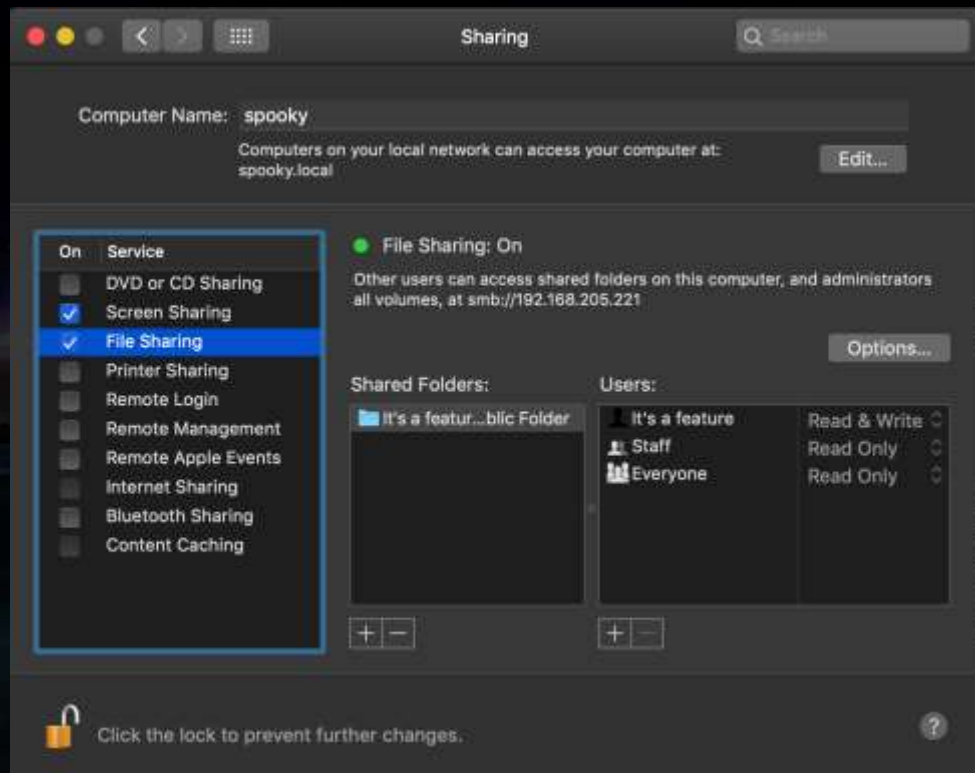 Sharing
Search
Computer Name: spooky
Computers on your local network can access your computer at:
spooky.local
Edit...
On Service
DVD or CD Sharing
Screen Sharing
File Sharing
Printer Sharing
Remote Login
Remote Management
Remote Apple Events
Internet Sharing
Bluetooth Sharing
Content Caching
File Sharing: On
Other users can access shared folders on this computer, and administrators
all volumes, at smb://192.168.205.221
Options...
Shared Folders:
It's a featur...blic Folder
Users:
It's a feature Read & Write
Staff Read Only
Everyone Read Only
+ −
+ −
Click the lock to prevent further changes.
?